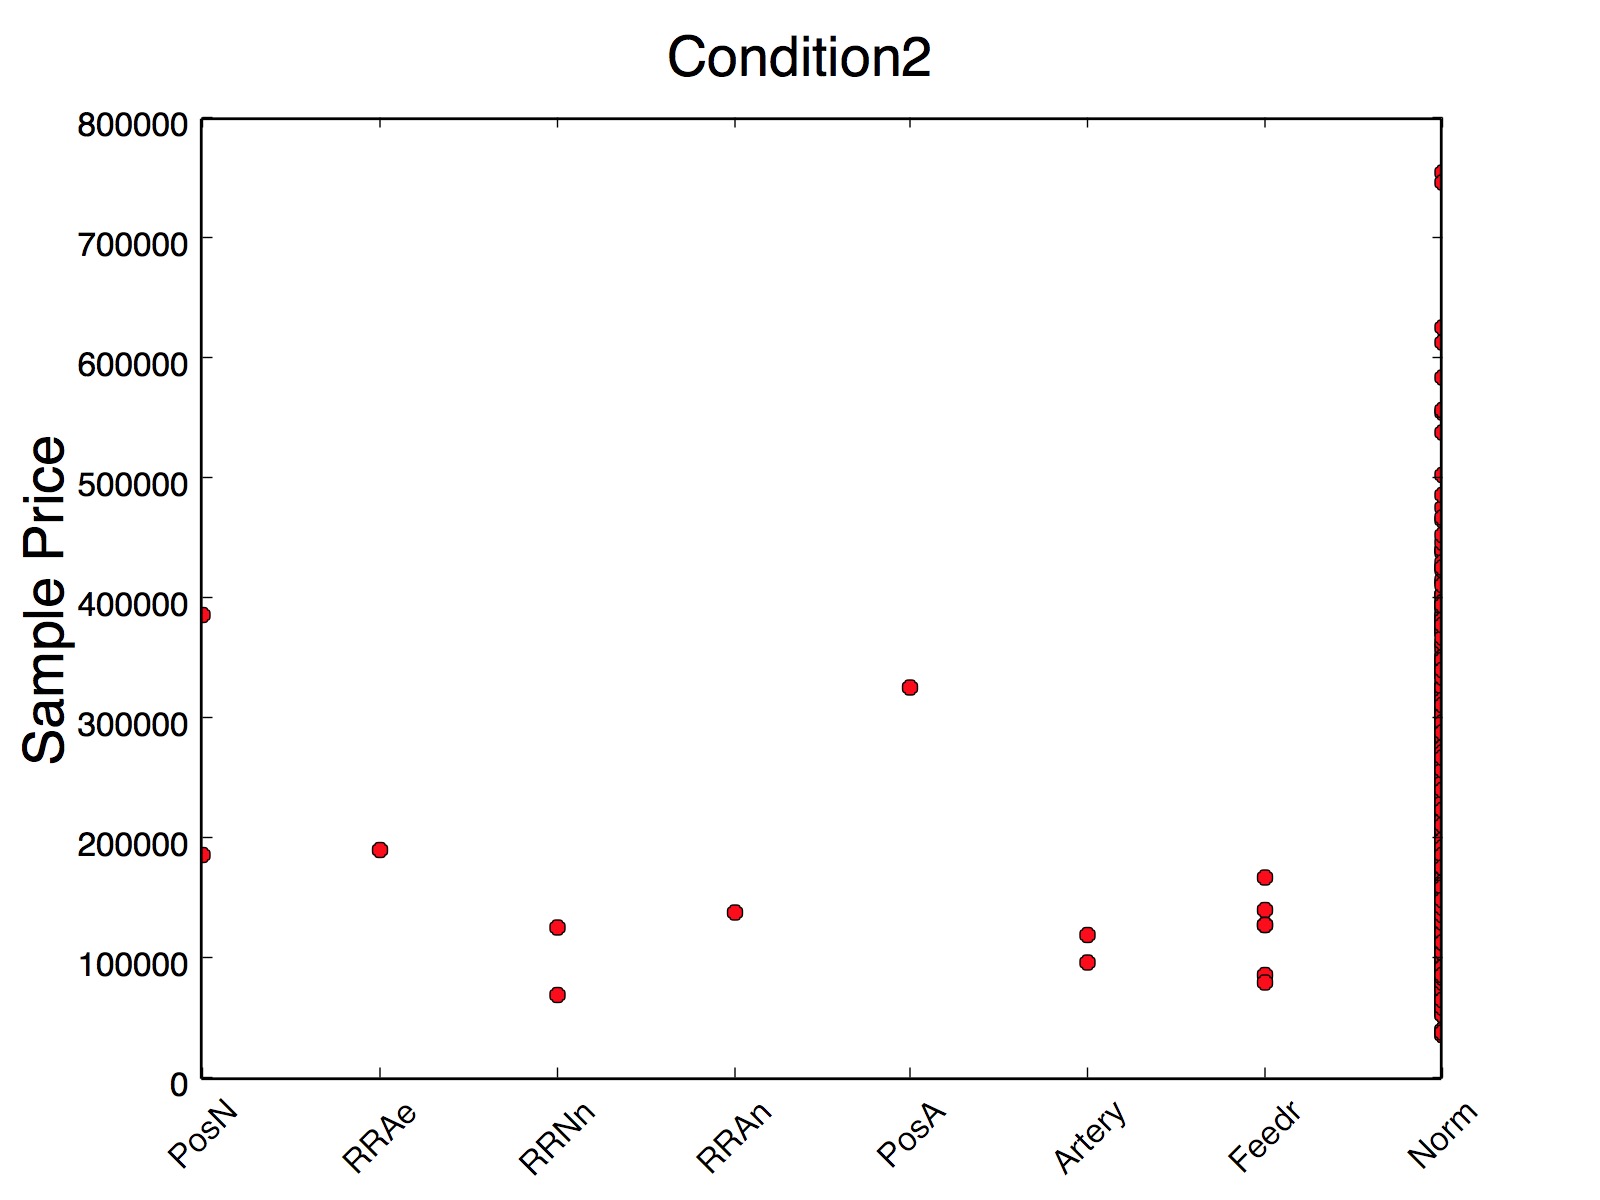 Condition2
Sample Price
800000
700000
600000
500000
400000
300000
200000
100000
0
PosN
RRAe
RRNn
RRAn
PosA
Artery
Feedr
Norm